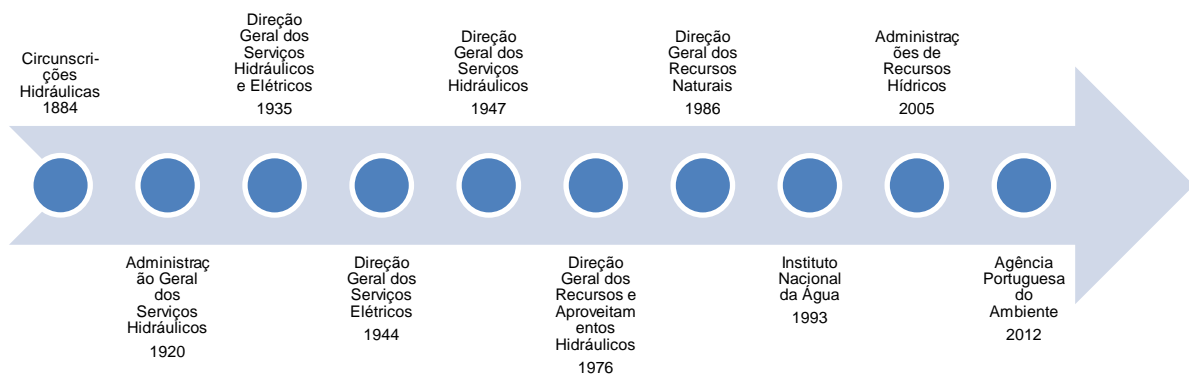 Circunscri-
ções
Hidráulicas
1884
Administraç
ão Geral
dos
Serviços
Hidráulicos
1920
Direção
Geral dos
Serviços
Hidráulicos
e Elétricos
1935
Direção
Geral dos
Serviços
Elétricos
1944
Direção
Geral dos
Serviços
Hidráulicos
1947
Direção
Geral dos
Recursos e
Aproveitam
entos
Hidráulicos
1976
Direção
Geral dos
Recursos
Naturais
1986
Instituto
Nacional
da Água
1993
Administraç
ões de
Recursos
Hídricos
2005
Agência
Portuguesa
do
Ambiente
2012